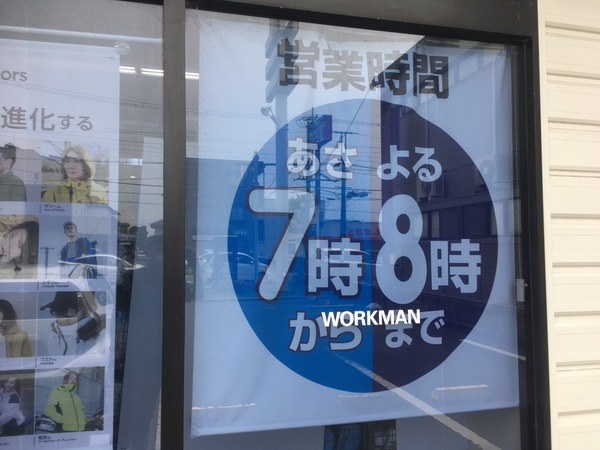 営業時間
あさ よる
7時 8時
から まで
WORKMAN
ors
進化する